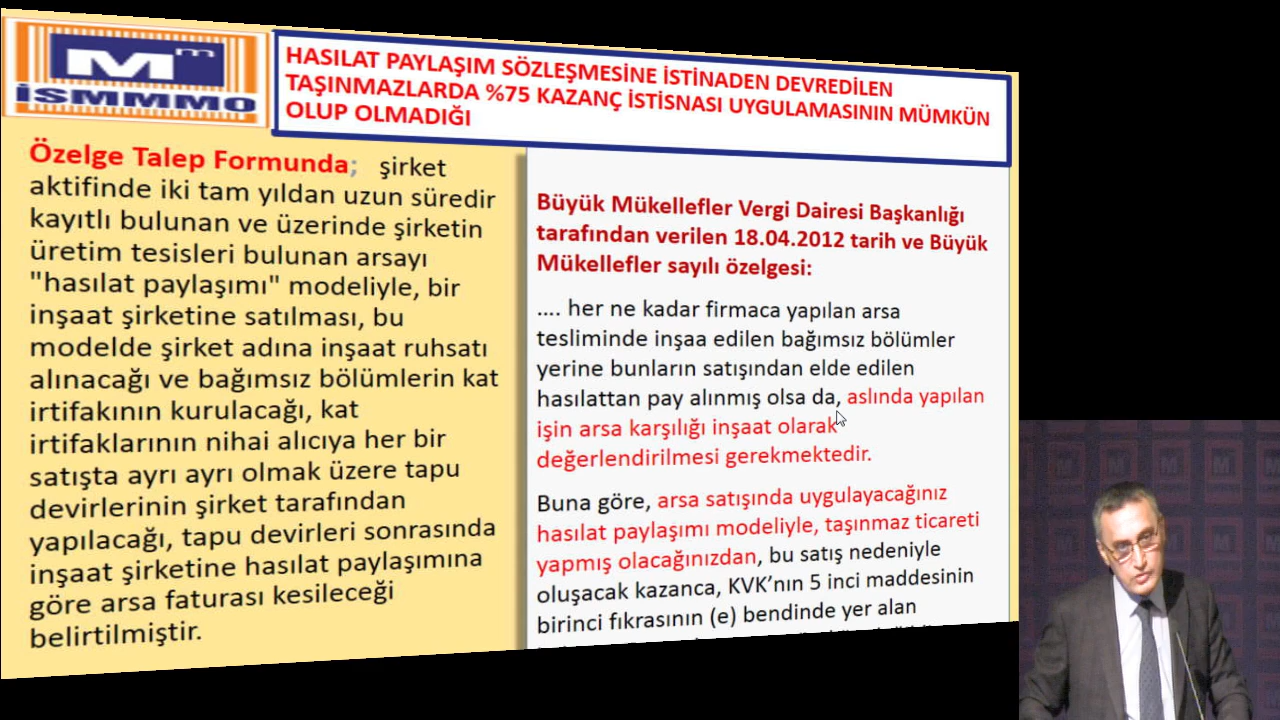 Mm
İSMMMO
HASILAT PAYLAŞIM SÖZLEŞMESİNE İSTİNADEN DEVREDİLEN
TAŞINMAZLARDA %75 KAZANÇ İSTİSNASI UYGULAMASININ MÜMKÜN
OLUP OLMADIĞI
Özelge Talep Formunda; şirket
aktifinde iki tam yıldan uzun süredir
kayıtlı bulunan ve üzerinde şirketin
üretim tesisleri bulunan arsayı
"hasılat paylaşımı" modeliyle, bir
inşaat şirketine satılması, bu
modelde şirket adına inşaat ruhsatı
alınacağı ve bağımsız bölümlerin kat
irtifakının kurulacağı, kat
irtifaklarının nihai alıcıya her bir
satışta ayrı ayrı olmak üzere tapu
devirlerinin şirket tarafından
yapılacağı, tapu devirleri sonrasında
inşaat şirketine hasılat paylaşımına
göre arsa faturası kesileceği
belirtilmiştir.
Büyük Mükellefler Vergi Dairesi Başkanlığı
tarafından verilen 18.04.2012 tarih ve Büyük
Mükellefler sayılı özelgesi:
.... her ne kadar firmaca yapılan arsa
tesliminde inşaa edilen bağımsız bölümler
yerine bunların satışından elde edilen
hasılattan pay alınmış olsa da, aslında yapılan
işin arsa karşılığı inşaat olarak
değerlendirilmesi gerekmektedir.
Buna göre, arsa satışında uygulayacağınız
hasılat paylaşımı modeliyle, taşınmaz ticareti
yapmış olacağınızdan, bu satış nedeniyle
oluşacak kazanca, KVK’nın 5 inci maddesinin
birinci fıkrasının (e) bendinde yer alan